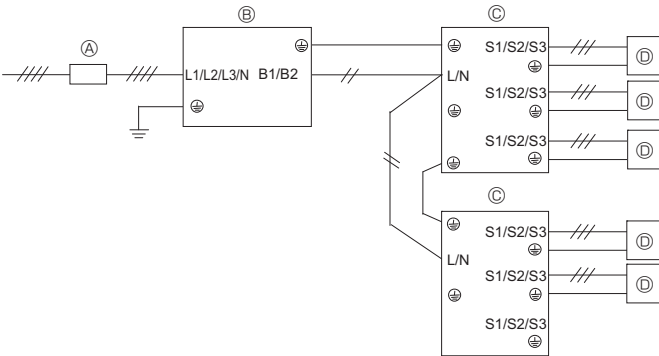 Ⓐ
Ⓑ
L1/L2/L3/N B1/B2
Ⓒ
L/N
S1/S2/S3
Ⓓ
S1/S2/S3
Ⓓ
S1/S2/S3
Ⓓ
Ⓒ
L/N
S1/S2/S3
Ⓓ
S1/S2/S3
Ⓓ
S1/S2/S3